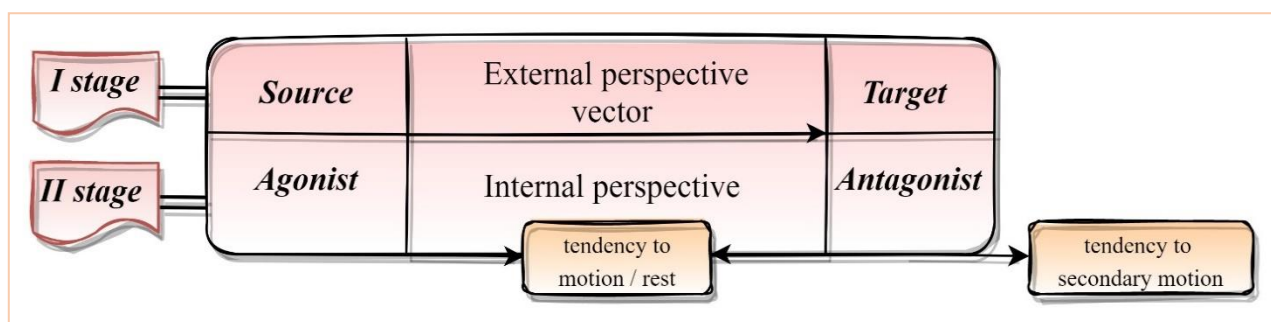 I stage
Source
External perspective
vector
Target
II stage
Agonist
Internal perspective
Antagonist
tendency to
motion / rest
tendency to
secondary motion